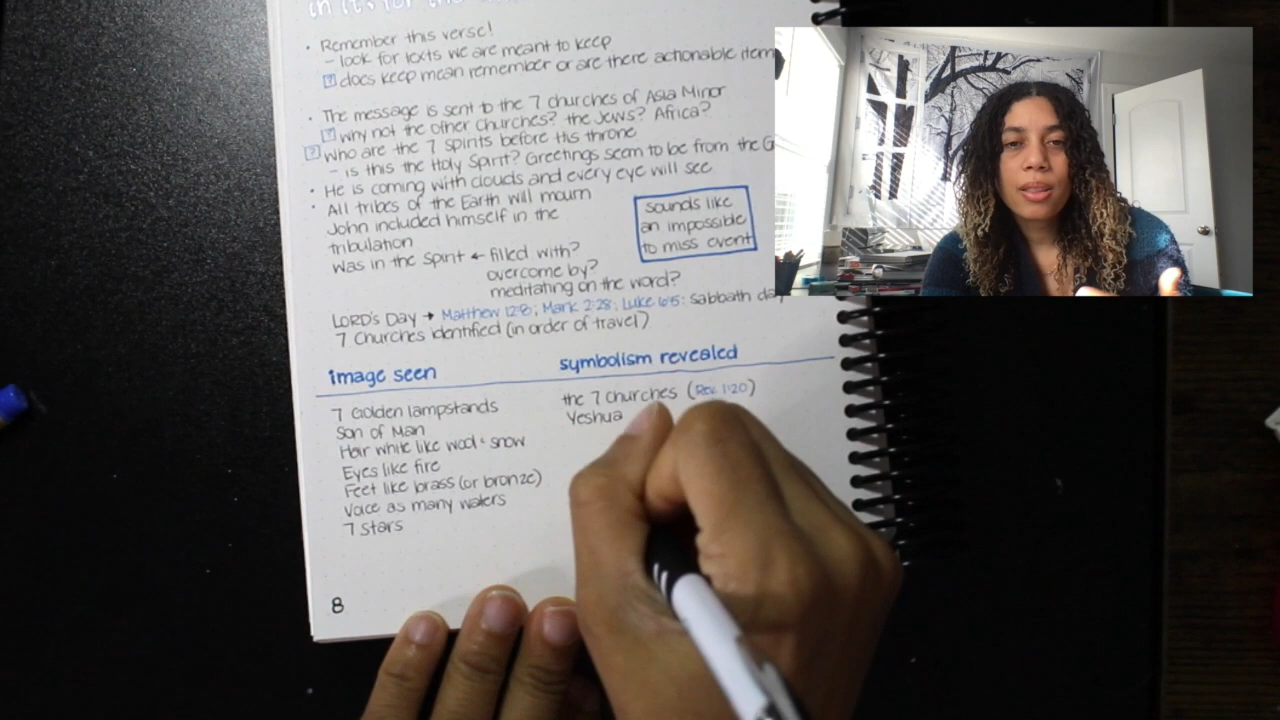 in it; for the
• Remember this verse!
- look for texts we are meant to keep
[?] does keep mean remember or are there actionable item
• The message is sent to the 7 churches of Asia Minor
[?] why not the other churches? the Jews? Africa?
[?] Who are the 7 spirits before His throne
- is this the Holy Spirit? Greetings seem to be from the G
• He is coming with clouds and every eye will see
• All tribes of the Earth will mourn
John included himself in the
tribulation
Was in the Spirit ← filled with?
overcome by?
meditating on the word?
sounds like
an impossible
to miss event
LORD's Day → Matthew 12:8; Mark 2:28; Luke 6:5: Sabbath day
7 Churches identified (in order of travel)
image seen symbolism revealed
7 Golden lampstands the 7 churches (Rev. 1:20)
Son of Man Yeshua
Hair white like wool & snow
Eyes like fire
Feet like brass (or bronze)
Voice as many waters
7 Stars
8